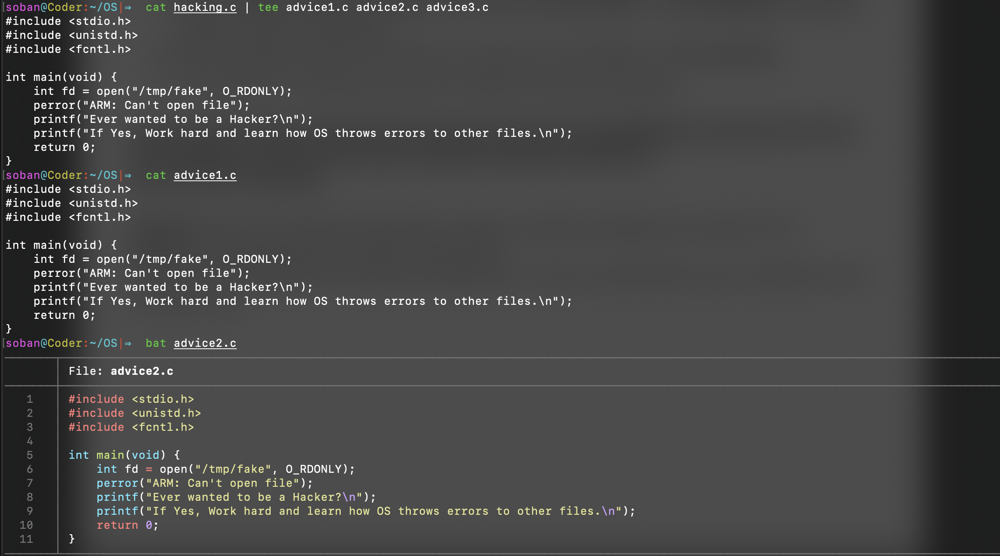 soban@Coder:~/OS|⇒  cat hacking.c | tee advice1.c advice2.c advice3.c
#include <stdio.h>
#include <unistd.h>
#include <fcntl.h>

int main(void) {
    int fd = open("/tmp/fake", O_RDONLY);
    perror("ARM: Can't open file");
    printf("Ever wanted to be a Hacker?\n");
    printf("If Yes, Work hard and learn how OS throws errors to other files.\n");
    return 0;
}
soban@Coder:~/OS|⇒  cat advice1.c
#include <stdio.h>
#include <unistd.h>
#include <fcntl.h>

int main(void) {
    int fd = open("/tmp/fake", O_RDONLY);
    perror("ARM: Can't open file");
    printf("Ever wanted to be a Hacker?\n");
    printf("If Yes, Work hard and learn how OS throws errors to other files.\n");
    return 0;
}
soban@Coder:~/OS|⇒  bat advice2.c
File: advice2.c
1 #include <stdio.h>
2 #include <unistd.h>
3 #include <fcntl.h>
4
5 int main(void) {
6     int fd = open("/tmp/fake", O_RDONLY);
7     perror("ARM: Can't open file");
8     printf("Ever wanted to be a Hacker?\n");
9     printf("If Yes, Work hard and learn how OS throws errors to other files.\n");
10     return 0;
11 }